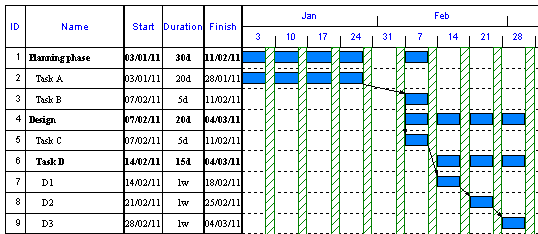 Jan Feb
ID Name Start Duration Finish
3 10 17 24 31 7 14 21 28
1 Planning phase 03/01/11 30d 11/02/11
2 Task A 03/01/11 20d 28/01/11
3 Task B 07/02/11 5d 11/02/11
4 Design 07/02/11 20d 04/03/11
5 Task C 07/02/11 5d 11/02/11
6 Task D 14/02/11 15d 04/03/11
7 D1 14/02/11 1w 18/02/11
8 D2 21/02/11 1w 25/02/11
9 D3 28/02/11 1w 04/03/11